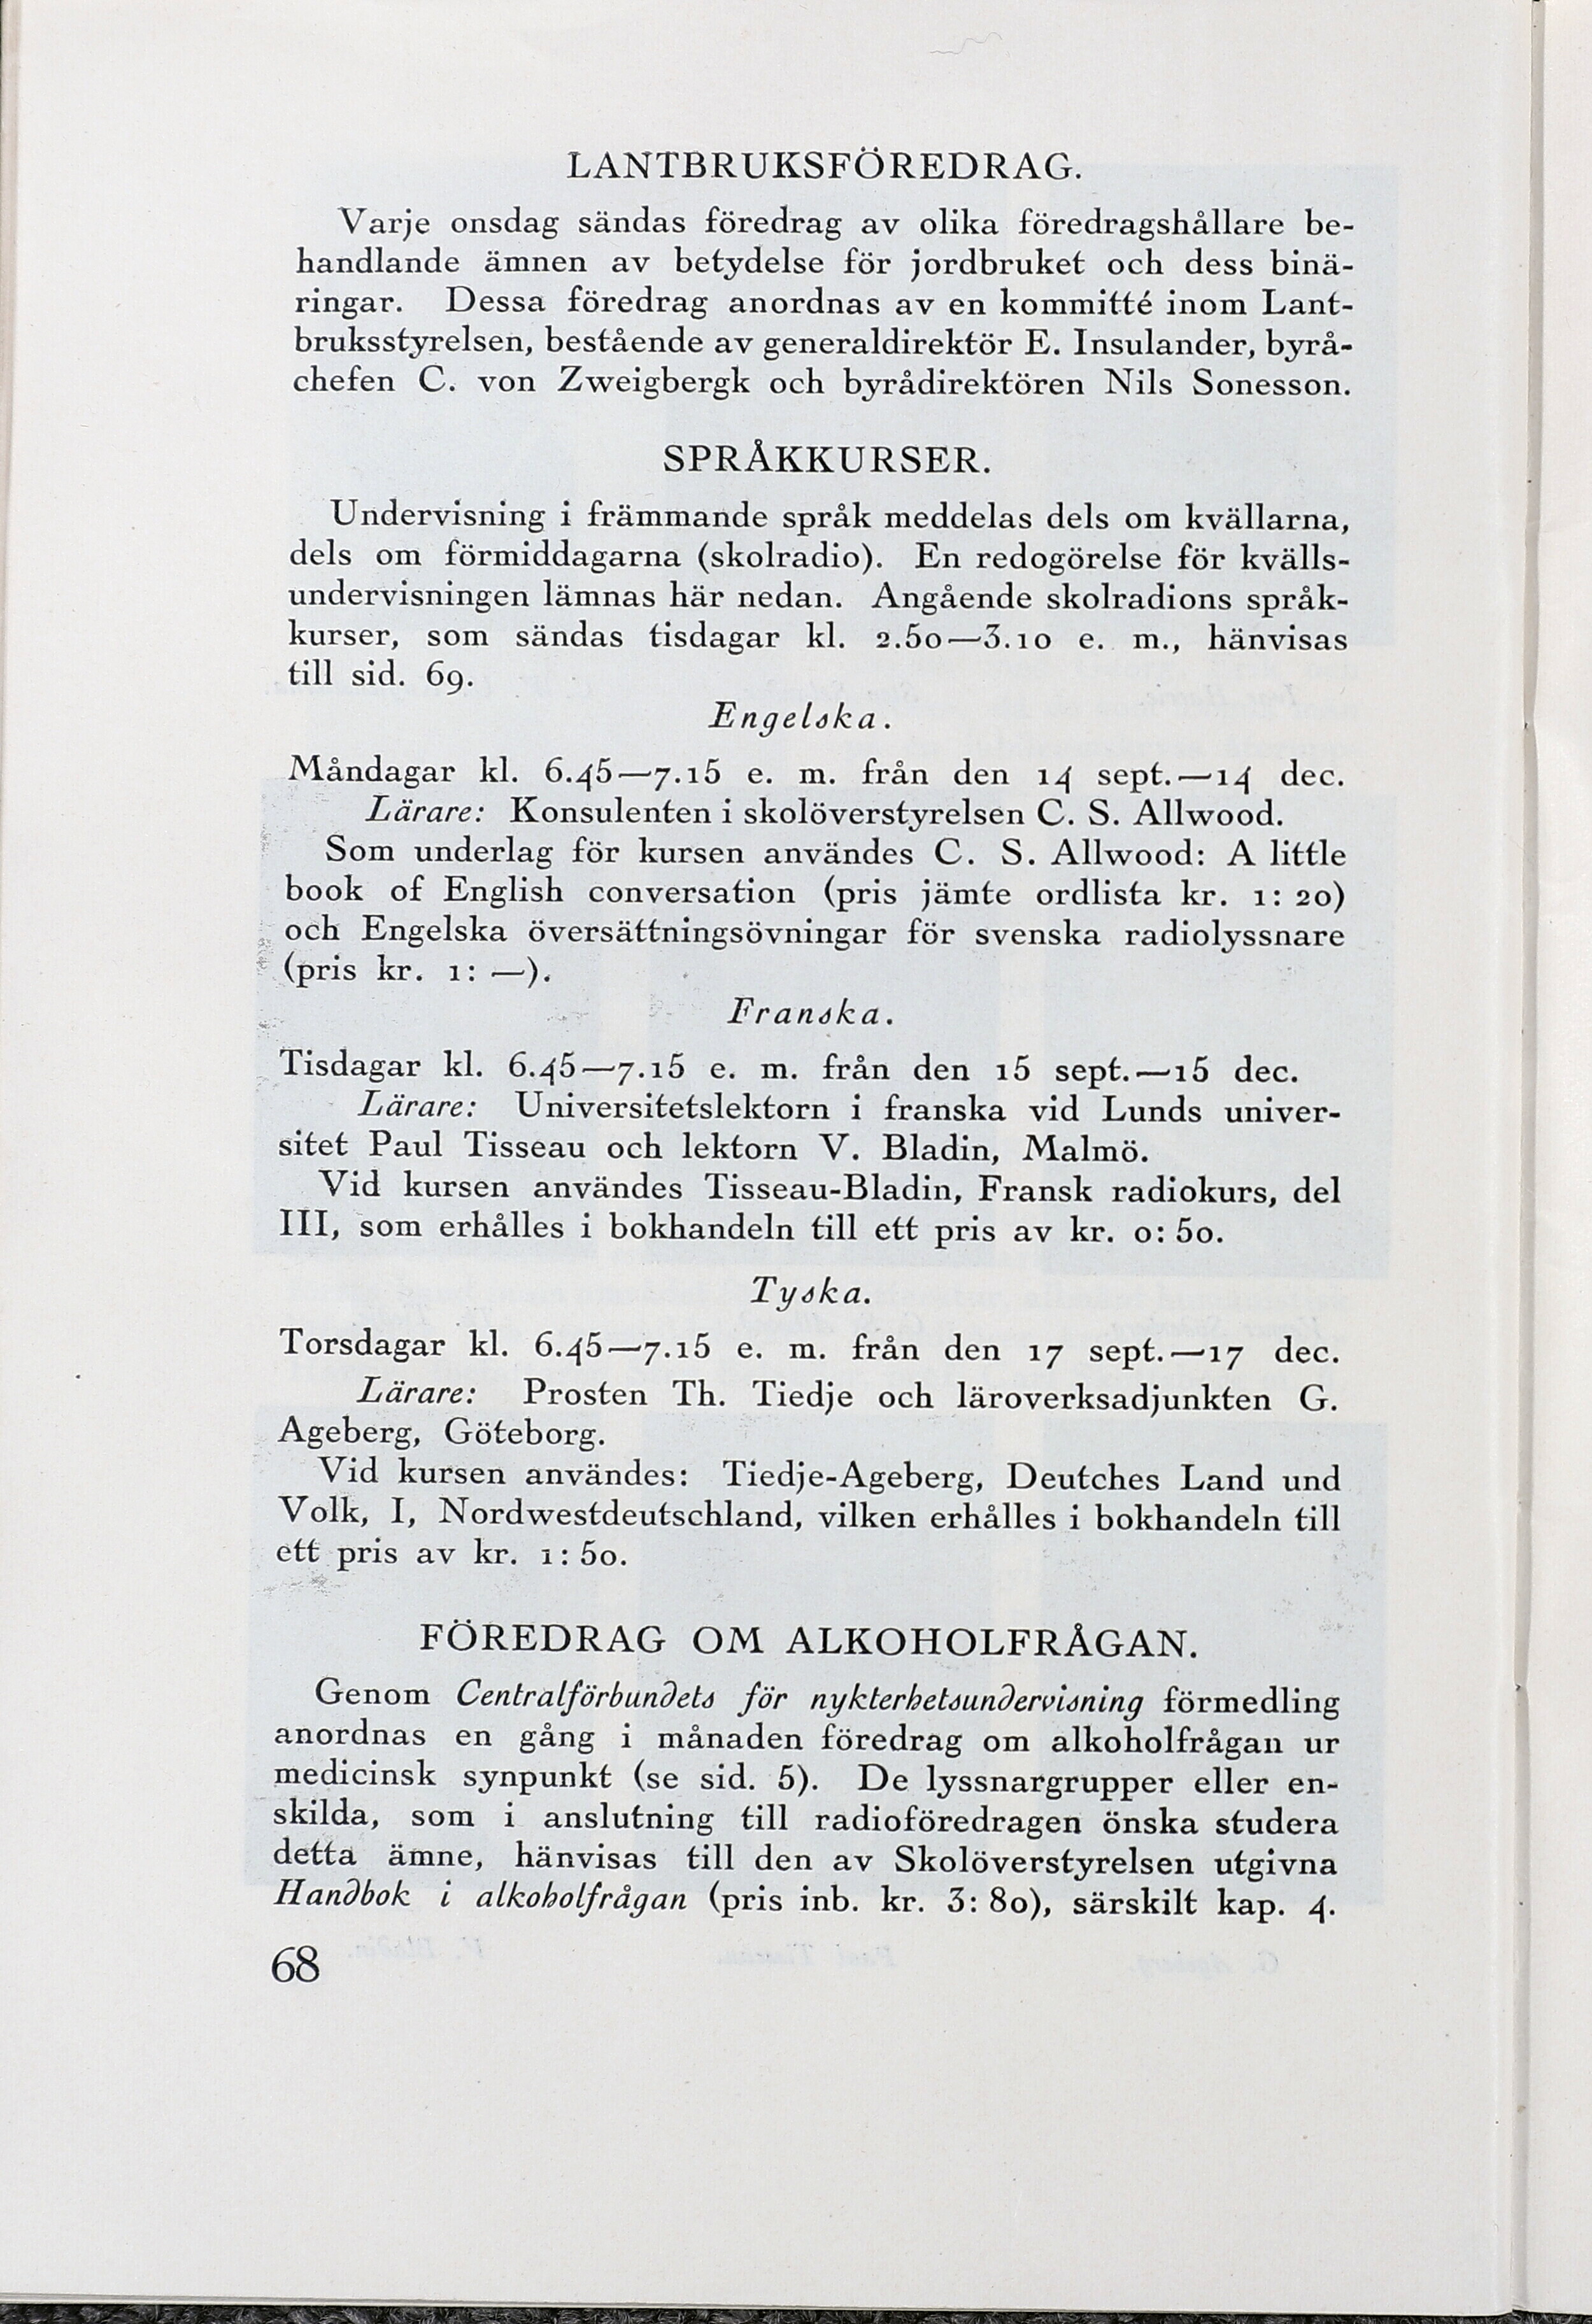 LANTBRUKSFÖREDRAG.
Varje onsdag sändas föredrag av olika föredragshållare be-
handlande ämnen av betydelse för jordbruket och dess binä-
ringar. Dessa föredrag anordnas av en kommitté inom Lant-
bruksstyrelsen, bestående av generaldirektör E. Insulander, byrå-
chefen C. von Zweigbergk och byrådirektören Nils Sonesson.
SPRÅKKURSER.
Undervisning i främmande språk meddelas dels om kvällarna,
dels om förmiddagarna (skolradio). En redogörelse för kvälls-
undervisningen lämnas här nedan. Angående skolradions språk-
kurser, som sändas tisdagar kl. 2.50—3.10 e. m., hänvisas
till sid. 69.
Engelska.
Måndagar kl. 6.45—7.15 e. m. från den 14 sept.—14 dec.
Lärare: Konsulenten i skolöverstyrelsen C. S. Allwood.
Som underlag för kursen användes C. S. Allwood: A little
book of English conversation (pris jämte ordlista kr. 1: 20)
och Engelska översättningsövningar för svenska radiolyssnare
(pris kr. 1: —).
Franska.
Tisdagar kl. 6.45—7.15 e. m. från den 15 sept.—15 dec.
Lärare: Universitetslektorn i franska vid Lunds univer-
sitet Paul Tisseau och lektorn V. Bladin, Malmö.
Vid kursen användes Tisseau-Bladin, Fransk radiokurs, del
III, som erhålles i bokhandeln till ett pris av kr. 0: 50.
Tyska.
Torsdagar kl. 6.45—7.15 e. m. från den 17 sept.—17 dec.
Lärare: Prosten Th. Tiedje och läroverksadjunkten G.
Ageberg, Göteborg.
Vid kursen användes: Tiedje-Ageberg, Deutches Land und
Volk, I, Nordwestdeutschland, vilken erhålles i bokhandeln till
ett pris av kr. 1: 50.
FÖREDRAG OM ALKOHOLFRÅGAN.
Genom Centralförbundets för nykterhetsundervisning förmedling
anordnas en gång i månaden föredrag om alkoholfrågan ur
medicinsk synpunkt (se sid. 5). De lyssnargrupper eller en-
skilda, som i anslutning till radioföredragen önska studera
detta ämne, hänvisas till den av Skolöverstyrelsen utgivna
Handbok i alkoholfrågan (pris inb. kr. 3: 80), särskilt kap. 4.
68